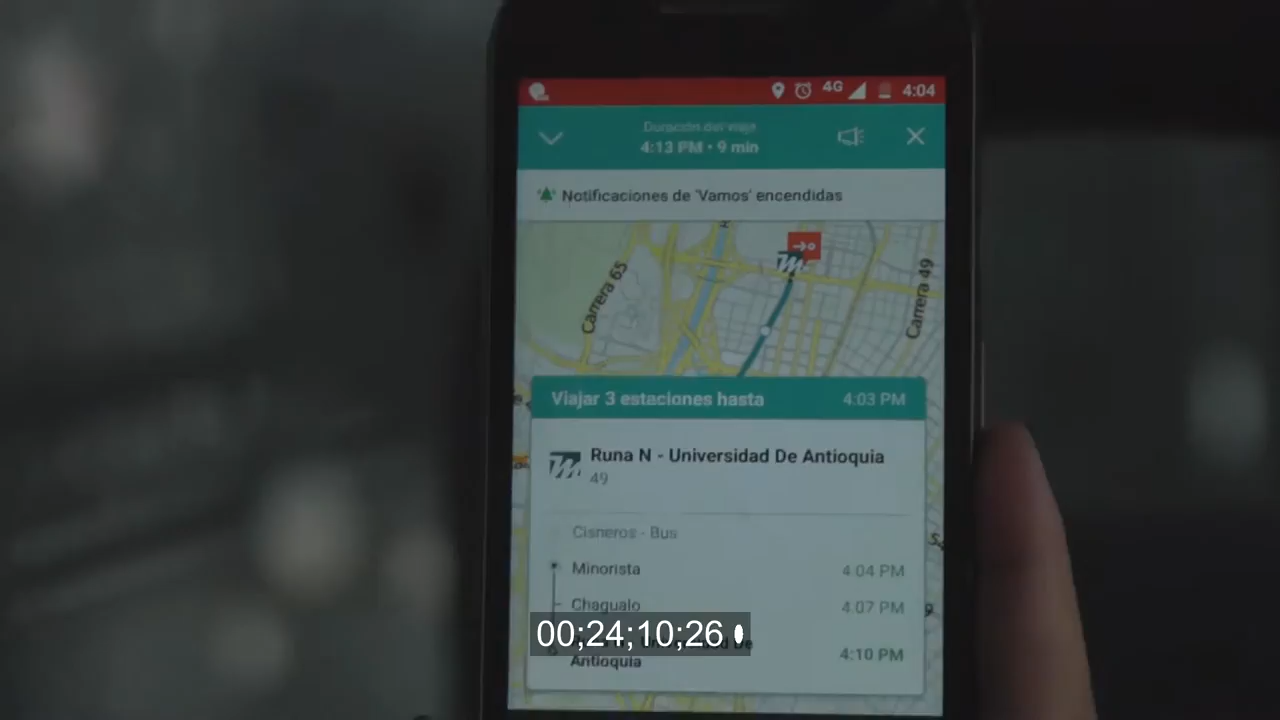 4G 4:04
Duración del viaje
4:13 PM • 9 min
Notificaciones de 'Vamos' encendidas
Carrera 65
Carrera 49
Viajar 3 estaciones hasta 4:03 PM
Runa N - Universidad De Antioquia
49
Cisneros - Bus
Minorista 4:04 PM
Chagualo 4:07 PM
00;24;10;26
De
Antioquia 4:10 PM